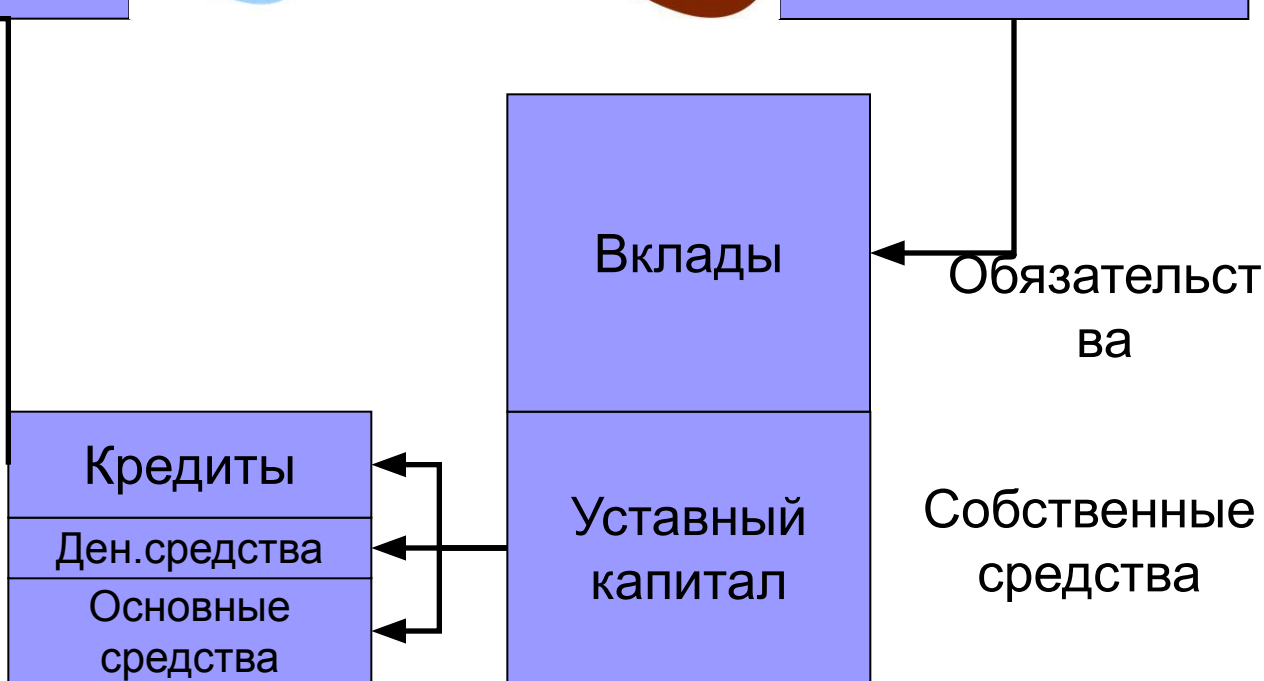 Вклады
Обязательст
ва
Кредиты
Ден.средства
Основные
средства
Уставный
капитал
Собственные
средства